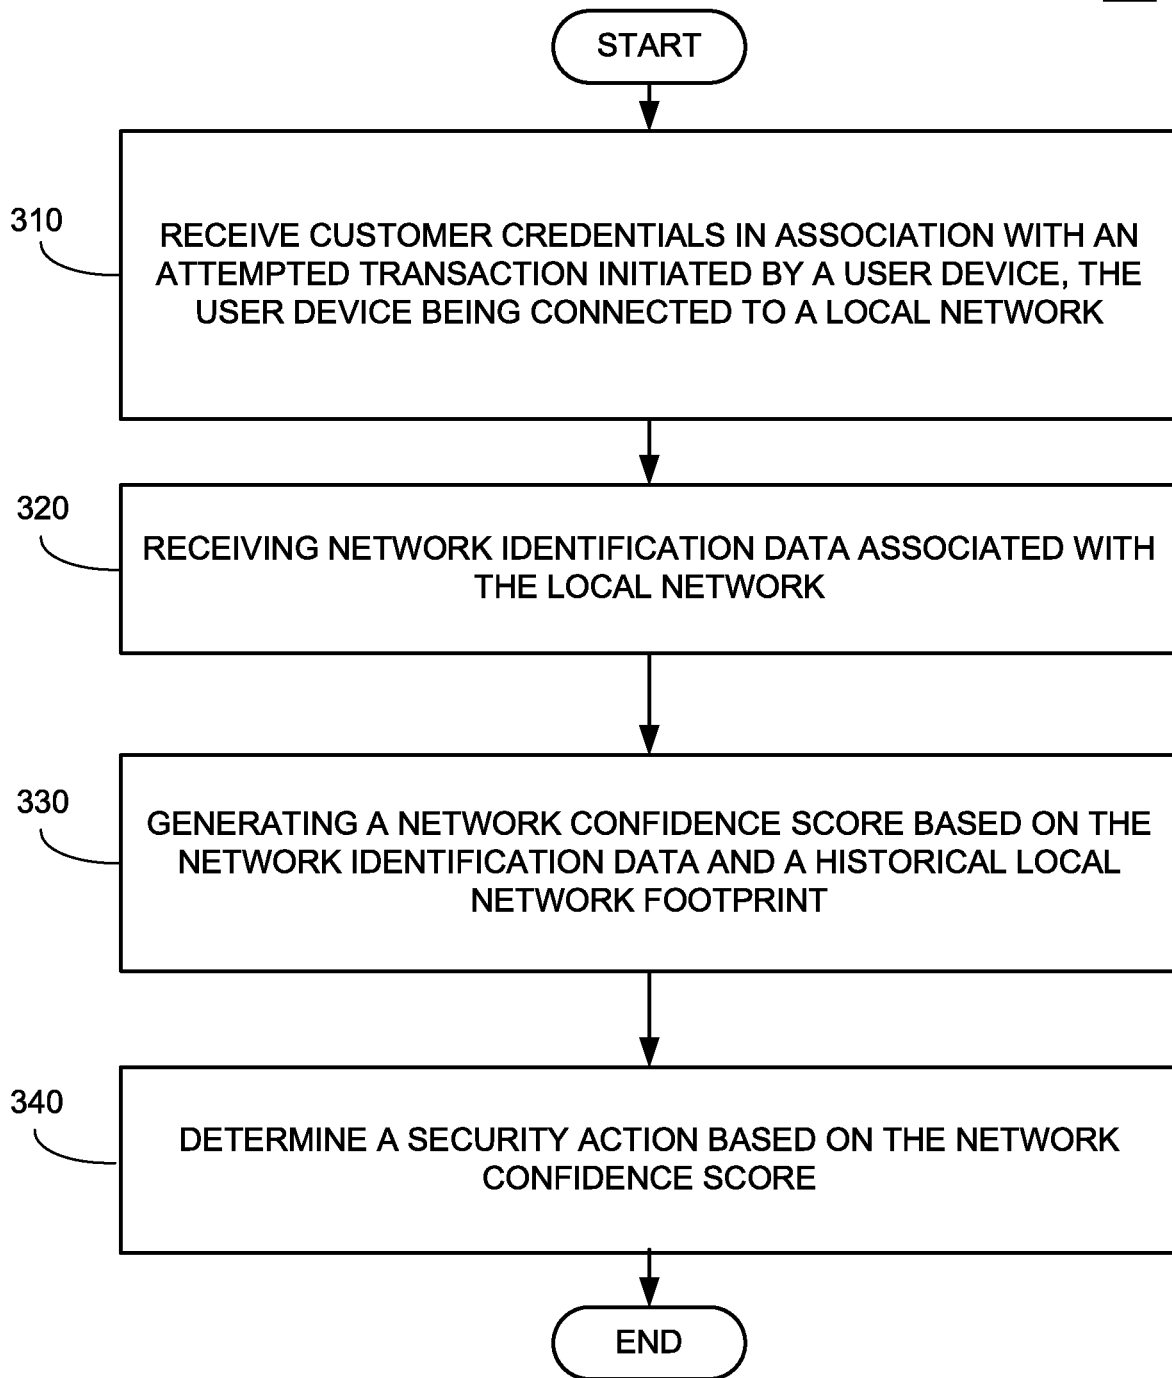 START
310
RECEIVE CUSTOMER CREDENTIALS IN ASSOCIATION WITH AN
ATTEMPTED TRANSACTION INITIATED BY A USER DEVICE, THE
USER DEVICE BEING CONNECTED TO A LOCAL NETWORK
320
RECEIVING NETWORK IDENTIFICATION DATA ASSOCIATED WITH
THE LOCAL NETWORK
330
GENERATING A NETWORK CONFIDENCE SCORE BASED ON THE
NETWORK IDENTIFICATION DATA AND A HISTORICAL LOCAL
NETWORK FOOTPRINT
340
DETERMINE A SECURITY ACTION BASED ON THE NETWORK
CONFIDENCE SCORE
END